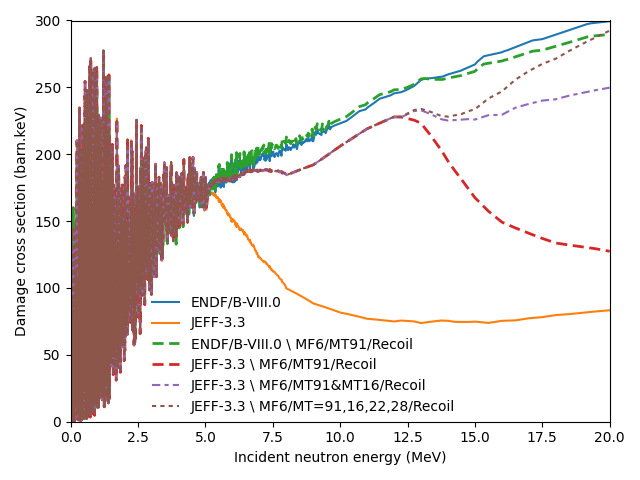 300
250
200
150
100
50
0
Damage cross section (barn.keV)
ENDF/B-VIII.0
JEFF-3.3
ENDF/B-VIII.0 \ MF6/MT91/Recoil
JEFF-3.3 \ MF6/MT91/Recoil
JEFF-3.3 \ MF6/MT91&MT16/Recoil
JEFF-3.3 \ MF6/MT=91,16,22,28/Recoil
0.0 2.5 5.0 7.5 10.0 12.5 15.0 17.5 20.0
Incident neutron energy (MeV)